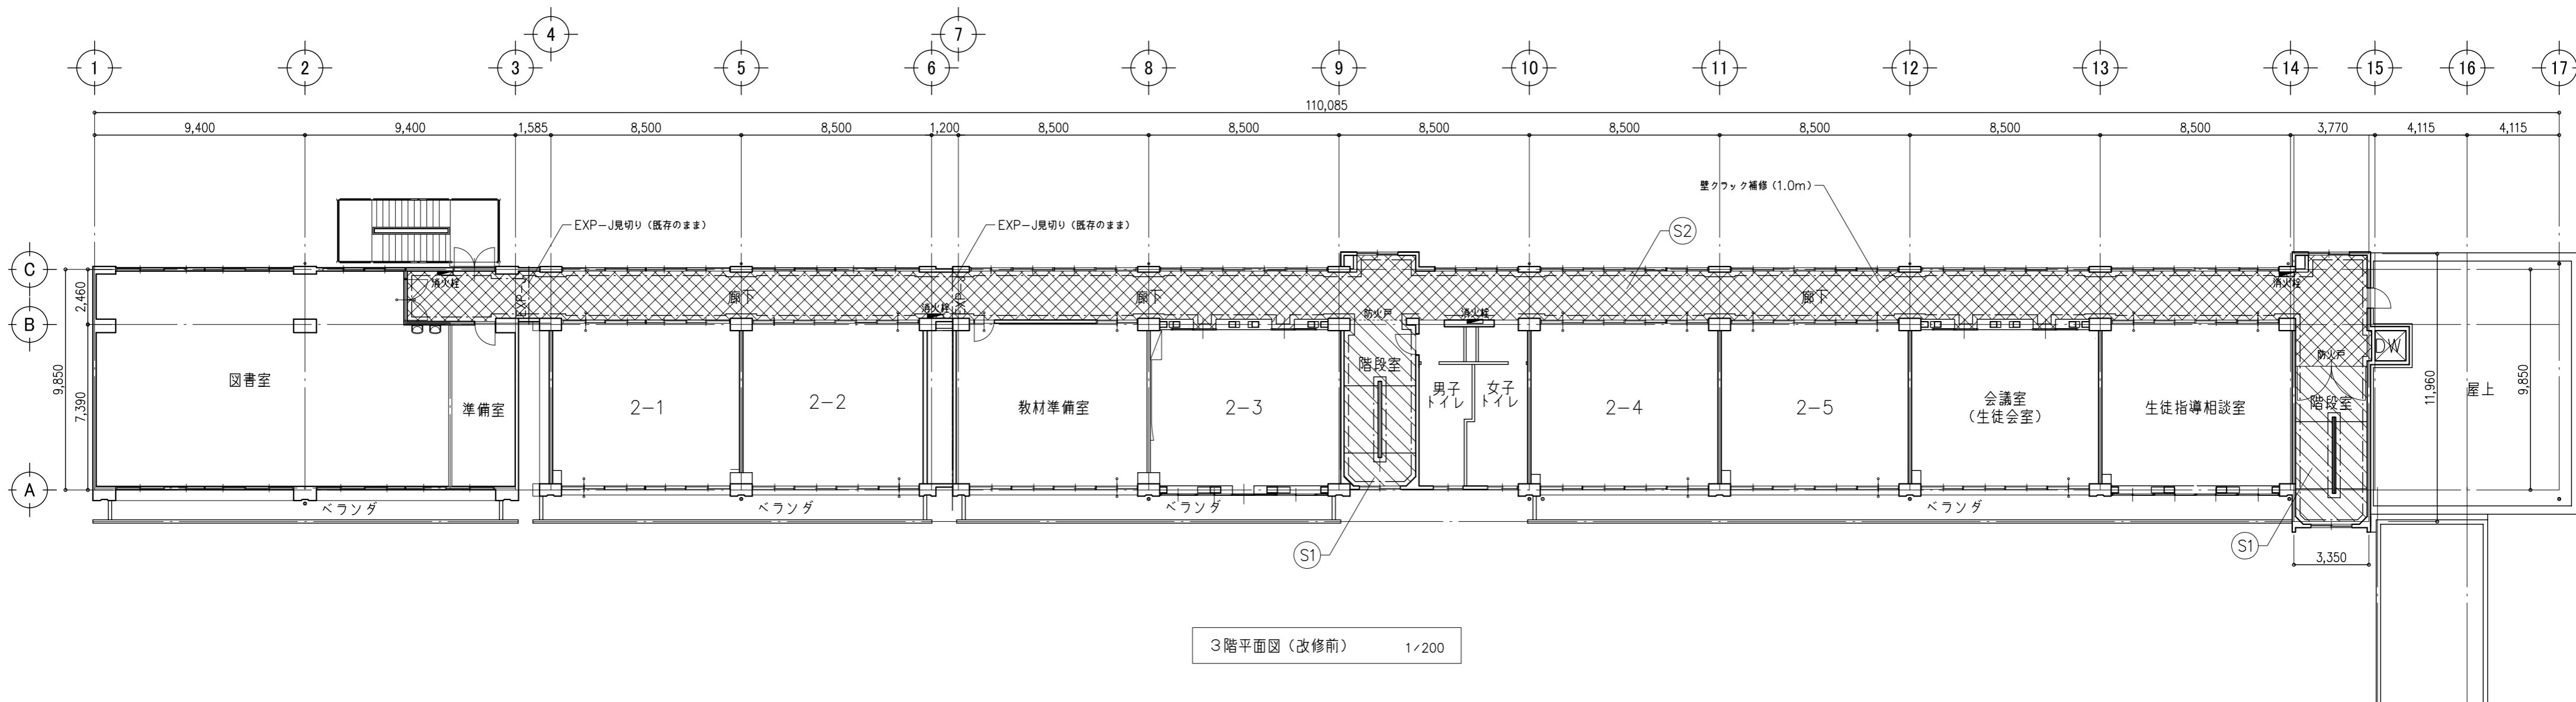 4
7
1
2
3
5
6
8
9
10
11
12
13
14
15
16
17
110,085
9,400
9,400
1,585
8,500
8,500
1,200
8,500
8,500
8,500
8,500
8,500
8,500
8,500
3,770
4,115
4,115
壁クラック補修（1.0m）
EXP-J見切り（既存のまま）
EXP-J見切り（既存のまま）
S2
C
B
A
2,460
7,390
9,850
消火栓
EXP-J
廊下
消火栓
EXP-J
廊下
防火戸
消火栓
廊下
消火栓
防火戸
DW
図書室
準備室
2-1
2-2
教材準備室
2-3
階段室
男子
トイレ
女子
トイレ
2-4
2-5
会議室
（生徒会室）
生徒指導相談室
階段室
11,960
屋上
9,850
ベランダ
ベランダ
ベランダ
ベランダ
S1
S1
3,350
3階平面図（改修前） 1/200